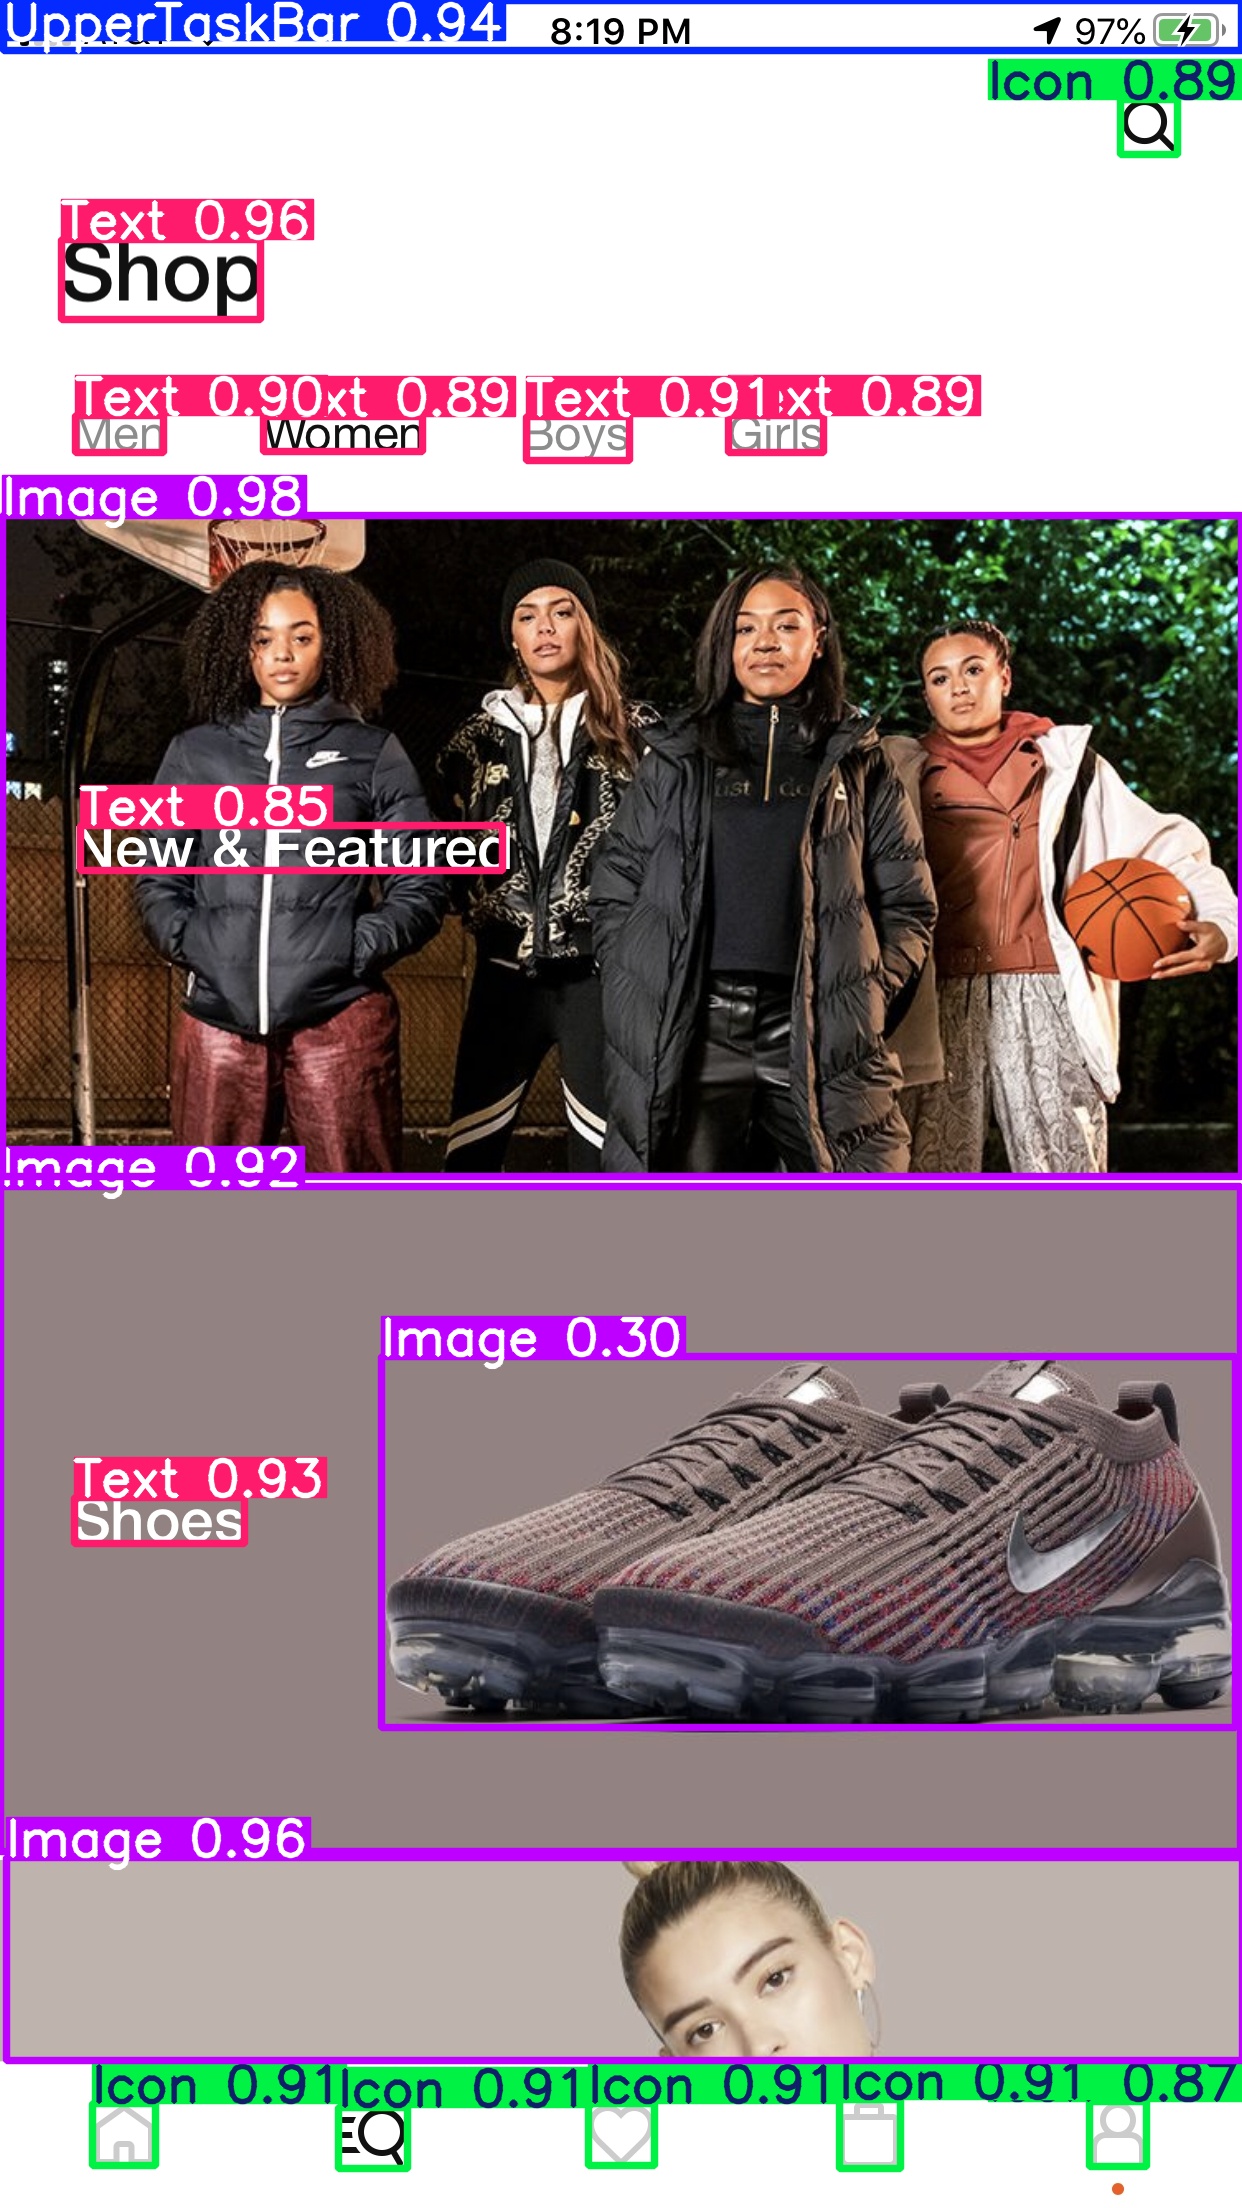 UpperTaskBar 0.94
8:19 PM
97%
Icon 0.89
Text 0.96
Shop
Text 0.90 xt 0.89 Text 0.91 xt 0.89
Men Women Boys Girls
Image 0.98
Text 0.85
New & Featured
Image 0.92
Image 0.30
Text 0.93
Shoes
Image 0.96
Icon 0.91 Icon 0.91 Icon 0.91 Icon 0.91 0.87